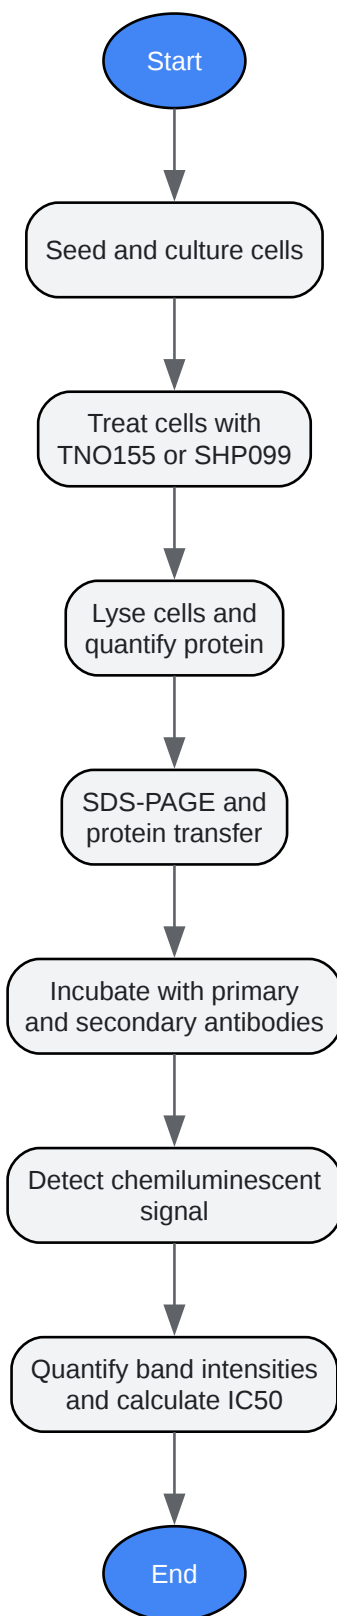 Start
Seed and culture cells
Treat cells with
TNO155 or SHP099
Lyse cells and
quantify protein
SDS-PAGE and
protein transfer
Incubate with primary
and secondary antibodies
Detect chemiluminescent
signal
Quantify band intensities
and calculate IC50
End